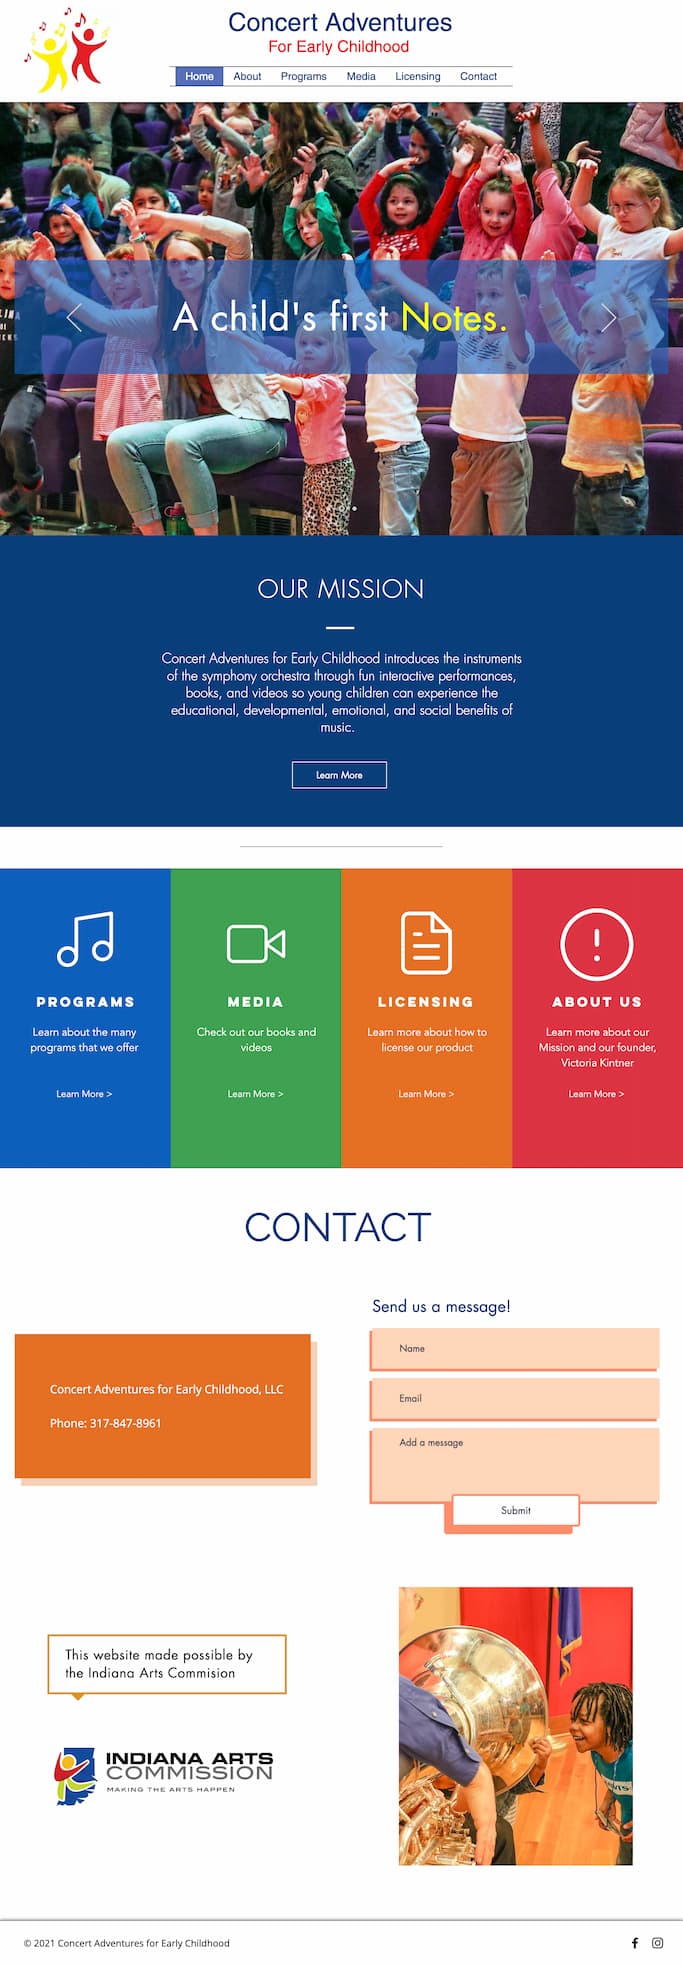 Concert Adventures
For Early Childhood
Home About Programs Media Licensing Contact
A child's first Notes.
OUR MISSION
Concert Adventures for Early Childhood introduces the instruments
of the symphony orchestra through fun interactive performances,
books, and videos so young children can experience the
educational, developmental, emotional, and social benefits of
music.
Learn More
PROGRAMS
Learn about the many
programs that we offer
Learn More >
MEDIA
Check out our books and
videos
Learn More >
LICENSING
Learn more about how to
license our product
Learn More >
ABOUT US
Learn more about our
Mission and our founder,
Victoria Kintner
Learn More >
CONTACT
Concert Adventures for Early Childhood, LLC
Phone: 317-847-8961
Send us a message!
Name
Email
Add a message
Submit
This website made possible by
the Indiana Arts Commision
INDIANA ARTS
COMMISSION
MAKING THE ARTS HAPPEN
© 2021 Concert Adventures for Early Childhood